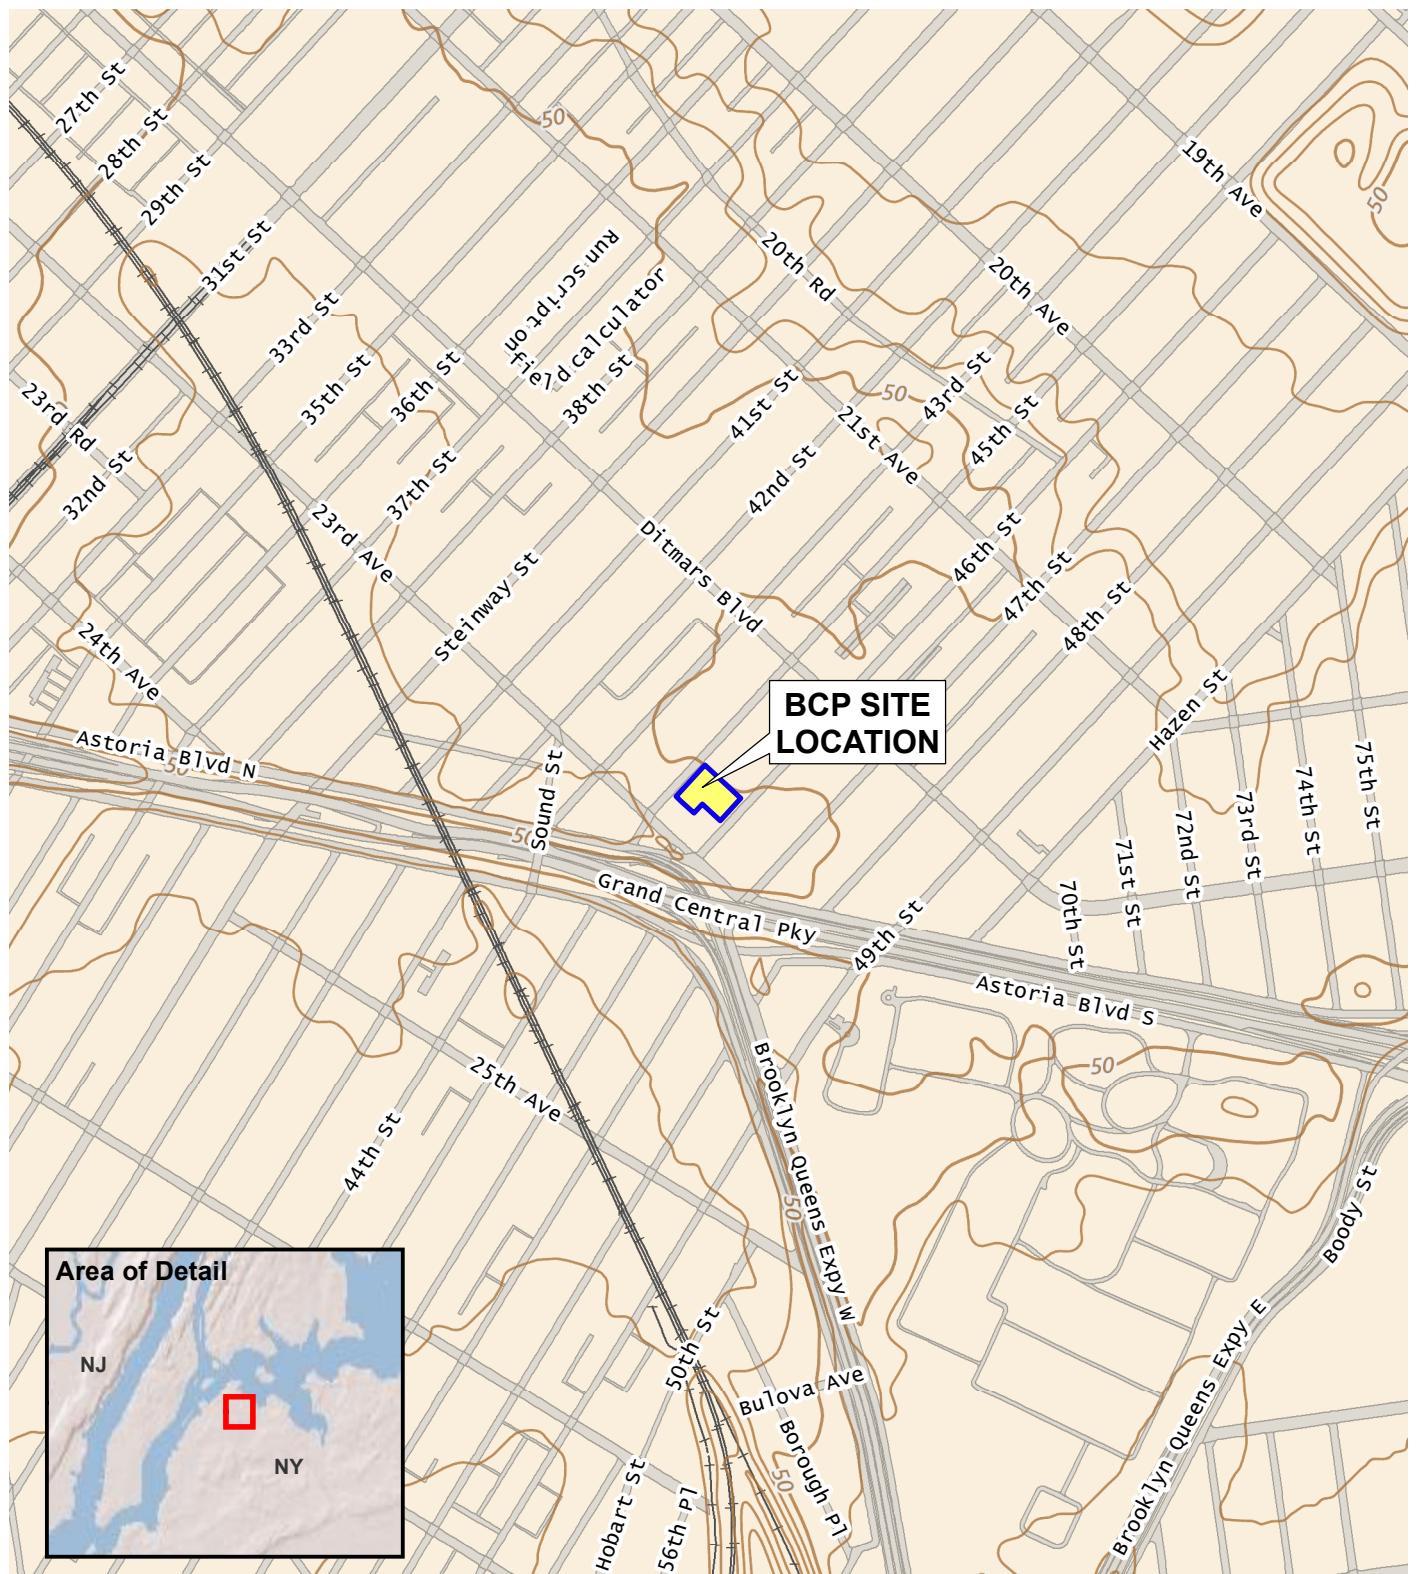 27th St
28th St
29th St
31st St
33rd St
35th St
36th St
37th St
Run script on
field calculator
38th St
50
19th Ave
50
20th Rd
20th Ave
41st St
42nd St
50
43rd St
45th St
21st Ave
23rd Rd
32nd St
23rd Ave
Steinway St
Ditmars Blvd
46th St
47th St
48th St
24th Ave
Hazen St
BCP SITE
LOCATION
Astoria Blvd N
50
Sound St
50
75th St
74th St
73rd St
72nd St
71st St
70th St
Grand Central Pky
49th St
Astoria Blvd S
50
25th Ave
44th St
Brooklyn Queens Expy W
50
Boody St
Area of Detail
NJ
NY
50th St
Bulova Ave
Borough Pl
50
Hobart St
56th Pl
Brooklyn Queens Expy E